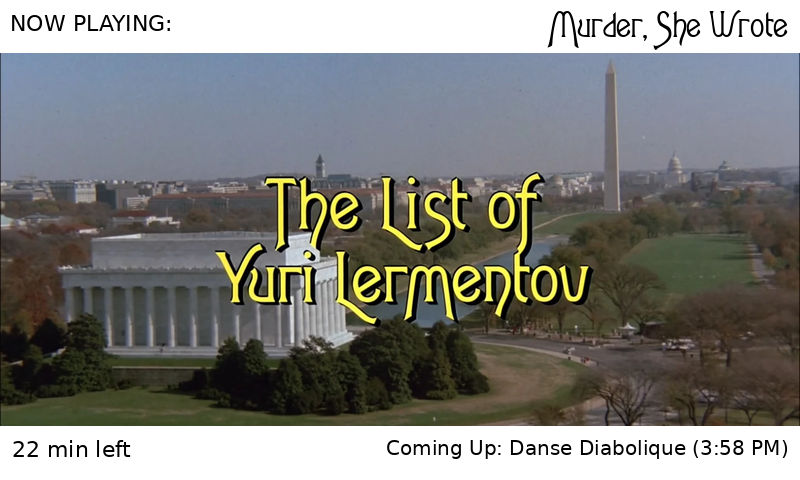 NOW PLAYING:
Murder, She Wrote
The List of
Yuri Lermentov
22 min left
Coming Up: Danse Diabolique (3:58 PM)